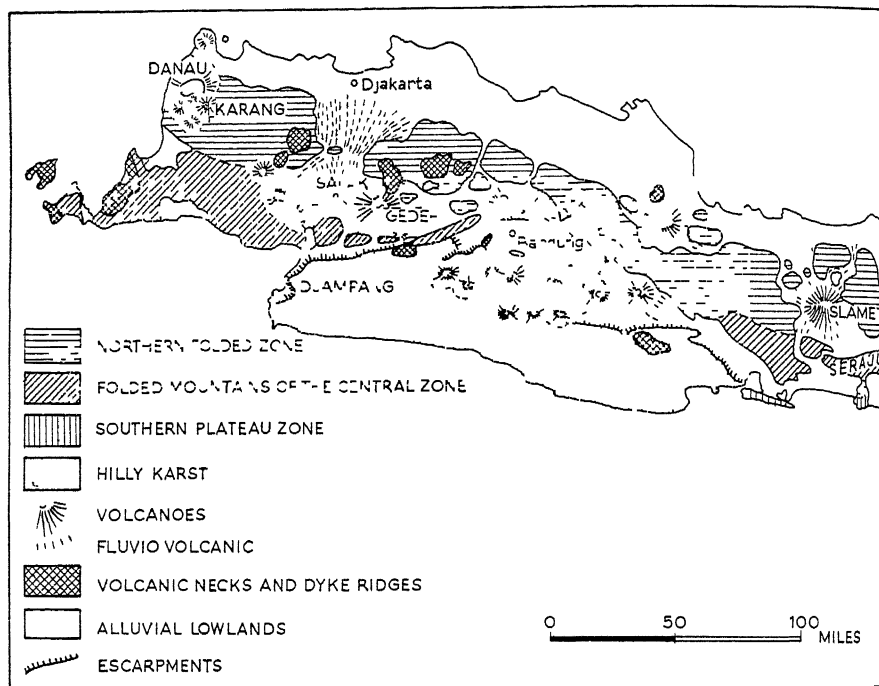 DANAU
Djakarta
KARANG
GEDE
Bandung
DJAMPANG
SLAMET
SERAJU
NORTHERN FOLDED ZONE
FOLDED MOUNTAINS OF THE CENTRAL ZONE
SOUTHERN PLATEAU ZONE
HILLY KARST
VOLCANOES
FLUVIO VOLCANIC
VOLCANIC NECKS AND DYKE RIDGES
ALLUVIAL LOWLANDS
ESCARPMENTS
0 50 100
MILES